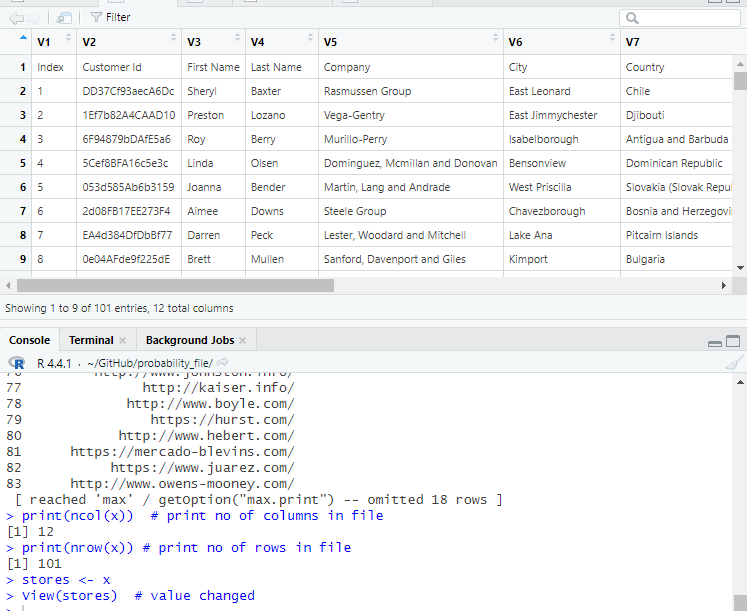 Filter
V1 V2 V3 V4 V5 V6 V7
1 Index Customer Id First Name Last Name Company City Country
2 1 DD37Cf93aecA6Dc Sheryl Baxter Rasmussen Group East Leonard Chile
3 2 1Ef7b82A4CAAD10 Preston Lozano Vega-Gentry East Jimmychester Djibouti
4 3 6F94879bDAfE5a6 Roy Berry Murillo-Perry Isabelborough Antigua and Barbuda
5 4 5Cef8BFA16c5e3c Linda Olsen Dominguez, Mcmillan and Donovan Bensonview Dominican Republic
6 5 053d585Ab6b3159 Joanna Bender Martin, Lang and Andrade West Priscilla Slovakia (Slovak Repu
7 6 2d08FB17EE273F4 Aimee Downs Steele Group Chavezborough Bosnia and Herzegovi
8 7 EA4d384DfDbBf77 Darren Peck Lester, Woodard and Mitchell Lake Ana Pitcairn Islands
9 8 0e04AFde9f225dE Brett Mullen Sanford, Davenport and Giles Kimport Bulgaria
Showing 1 to 9 of 101 entries, 12 total columns
Console Terminal Background Jobs
R R 4.4.1 · ~/GitHub/probability_file/
76 http://www.johnston.info/
77 http://kaiser.info/
78 http://www.boyle.com/
79 https://hurst.com/
80 http://www.hebert.com/
81 https://mercado-blevins.com/
82 https://www.juarez.com/
83 http://www.owens-mooney.com/
[ reached 'max' / getOption("max.print") -- omitted 18 rows ]
> print(ncol(x)) # print no of columns in file
[1] 12
> print(nrow(x)) # print no of rows in file
[1] 101
> stores <- x
> View(stores) # value changed
>